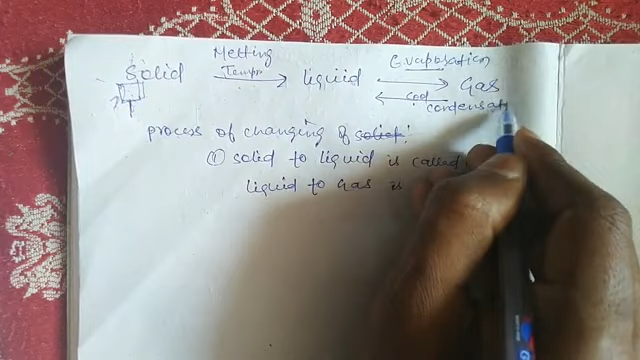 Melting Evaporation
Solid Tempr liquid Gas
cool
condensat
process of changing of solid!
① solid to liquid is called
liquid to Gas is